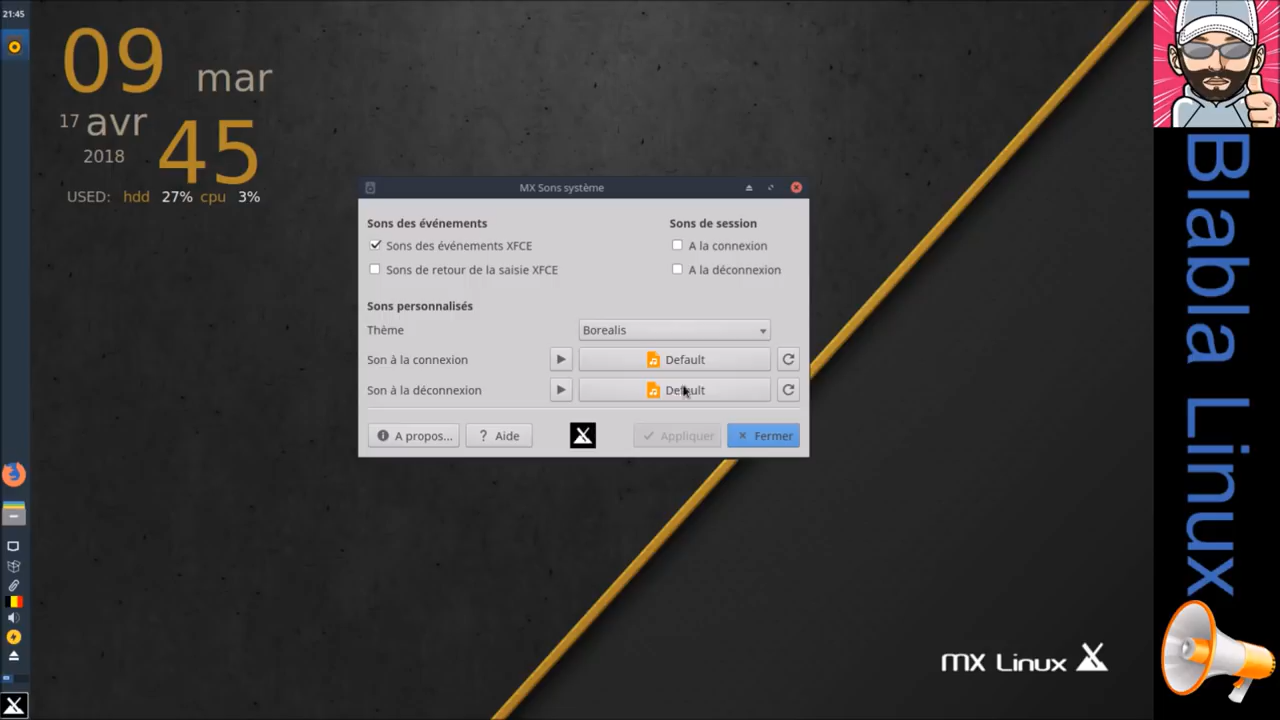 21:45
09 mar
17 avr
2018 45
USED: hdd 27% cpu 3%
MX Sons système
Sons des événements
Sons de session
Sons des événements XFCE
A la connexion
Sons de retour de la saisie XFCE
A la déconnexion
Sons personnalisés
Thème Borealis
Son à la connexion Default
Son à la déconnexion Default
A propos... Aide Appliquer Fermer
MX Linux
Blabla Linux